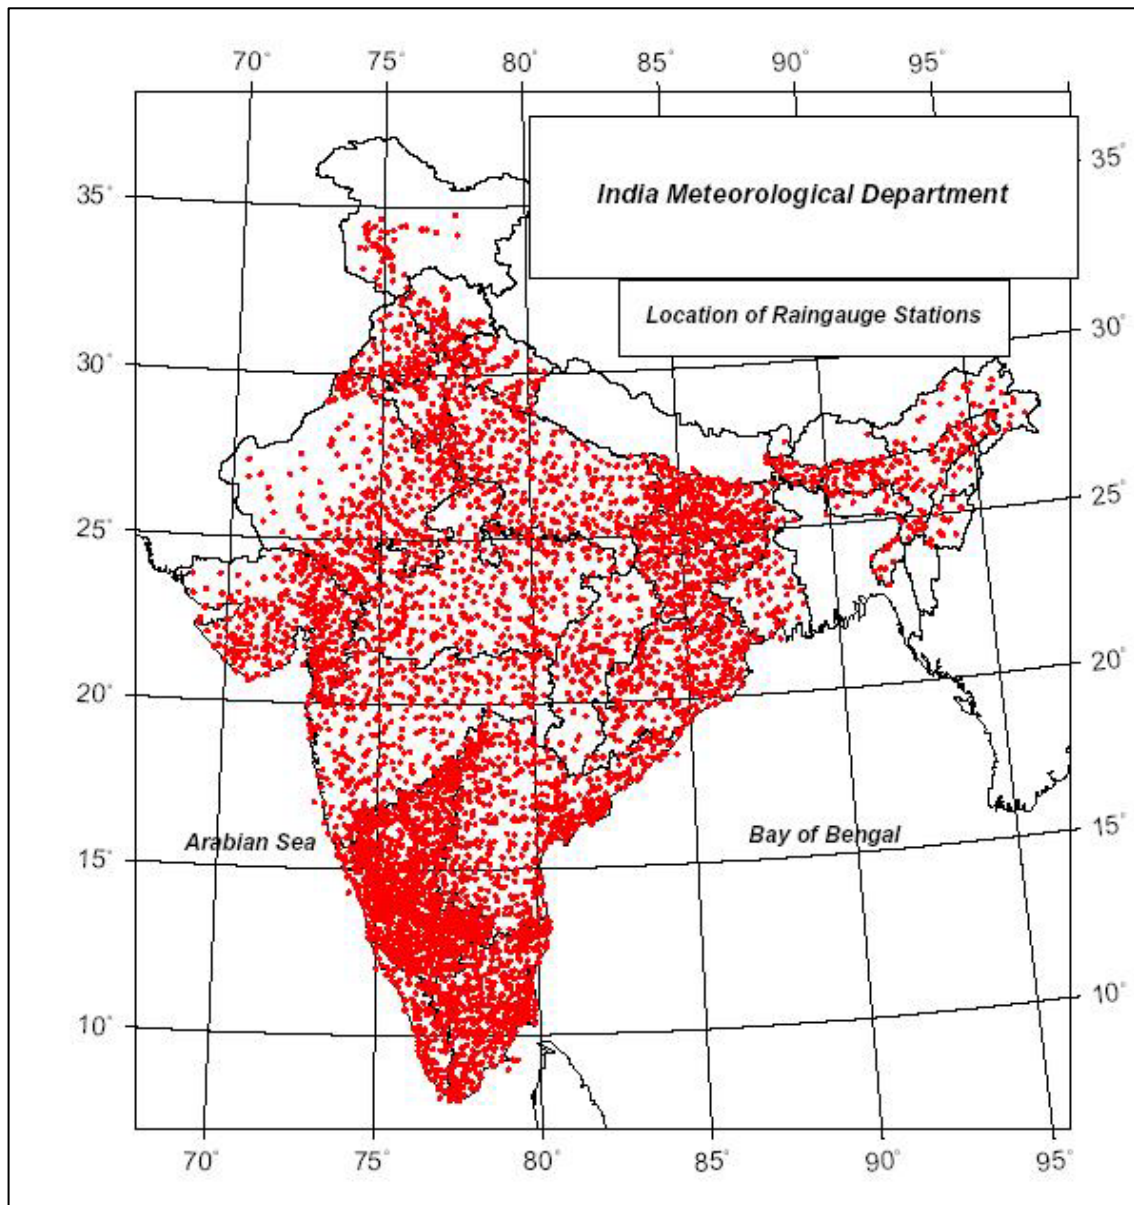 70° 75° 80° 85° 90° 95°
35°
India Meteorological Department
35°
Location of Raingauge Stations
30°
30°
25°
25°
20°
20°
Arabian Sea
Bay of Bengal
15°
15°
10°
10°
70° 75° 80° 85° 90° 95°